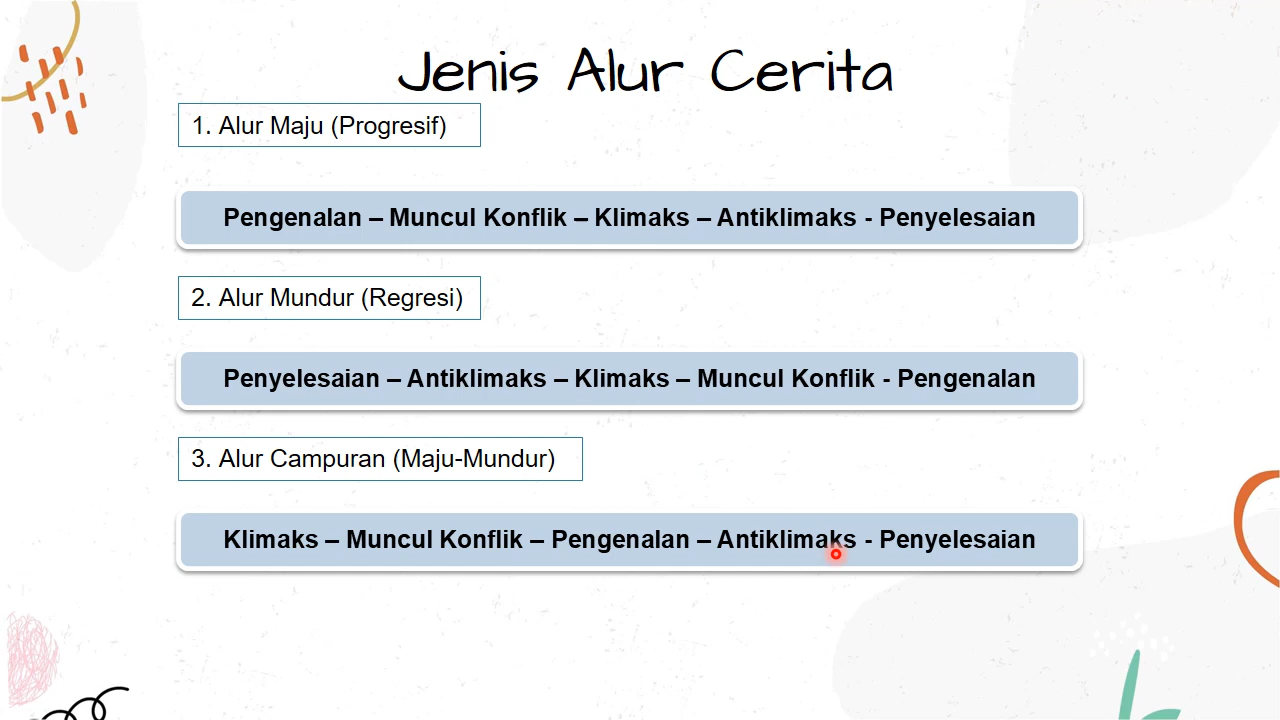 Jenis Alur Cerita
1. Alur Maju (Progresif)
Pengenalan – Muncul Konflik – Klimaks – Antiklimaks - Penyelesaian
2. Alur Mundur (Regresi)
Penyelesaian – Antiklimaks – Klimaks – Muncul Konflik - Pengenalan
3. Alur Campuran (Maju-Mundur)
Klimaks – Muncul Konflik – Pengenalan – Antiklimaks - Penyelesaian